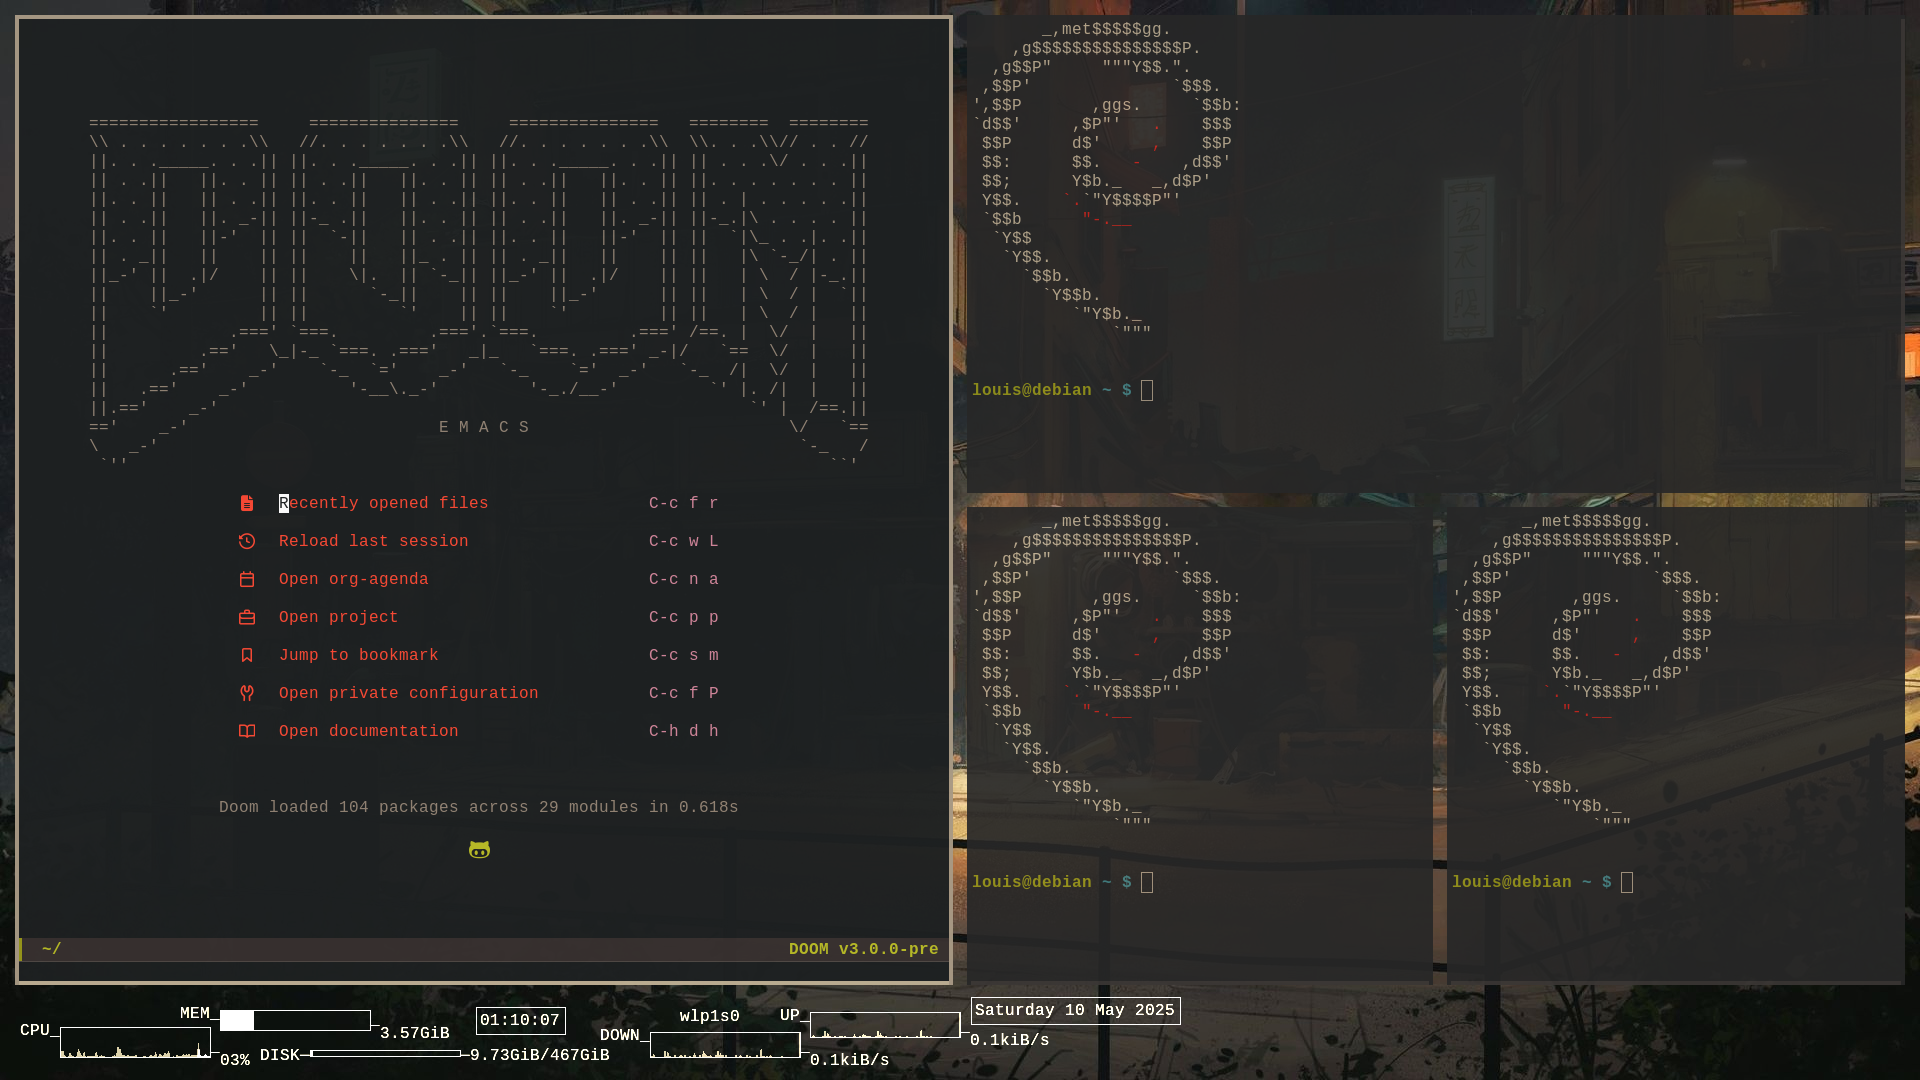 E M A C S
Recently opened files C-c f r
Reload last session C-c w L
Open org-agenda C-c n a
Open project C-c p p
Jump to bookmark C-c s m
Open private configuration C-c f P
Open documentation C-h d h
Doom loaded 104 packages across 29 modules in 0.618s
~/ DOOM v3.0.0-pre
louis@debian ~ $
louis@debian ~ $
louis@debian ~ $
CPU
03%
MEM
3.57GiB
DISK
9.73GiB/467GiB
01:10:07
wlp1s0
DOWN
0.1kiB/s
UP
0.1kiB/s
Saturday 10 May 2025